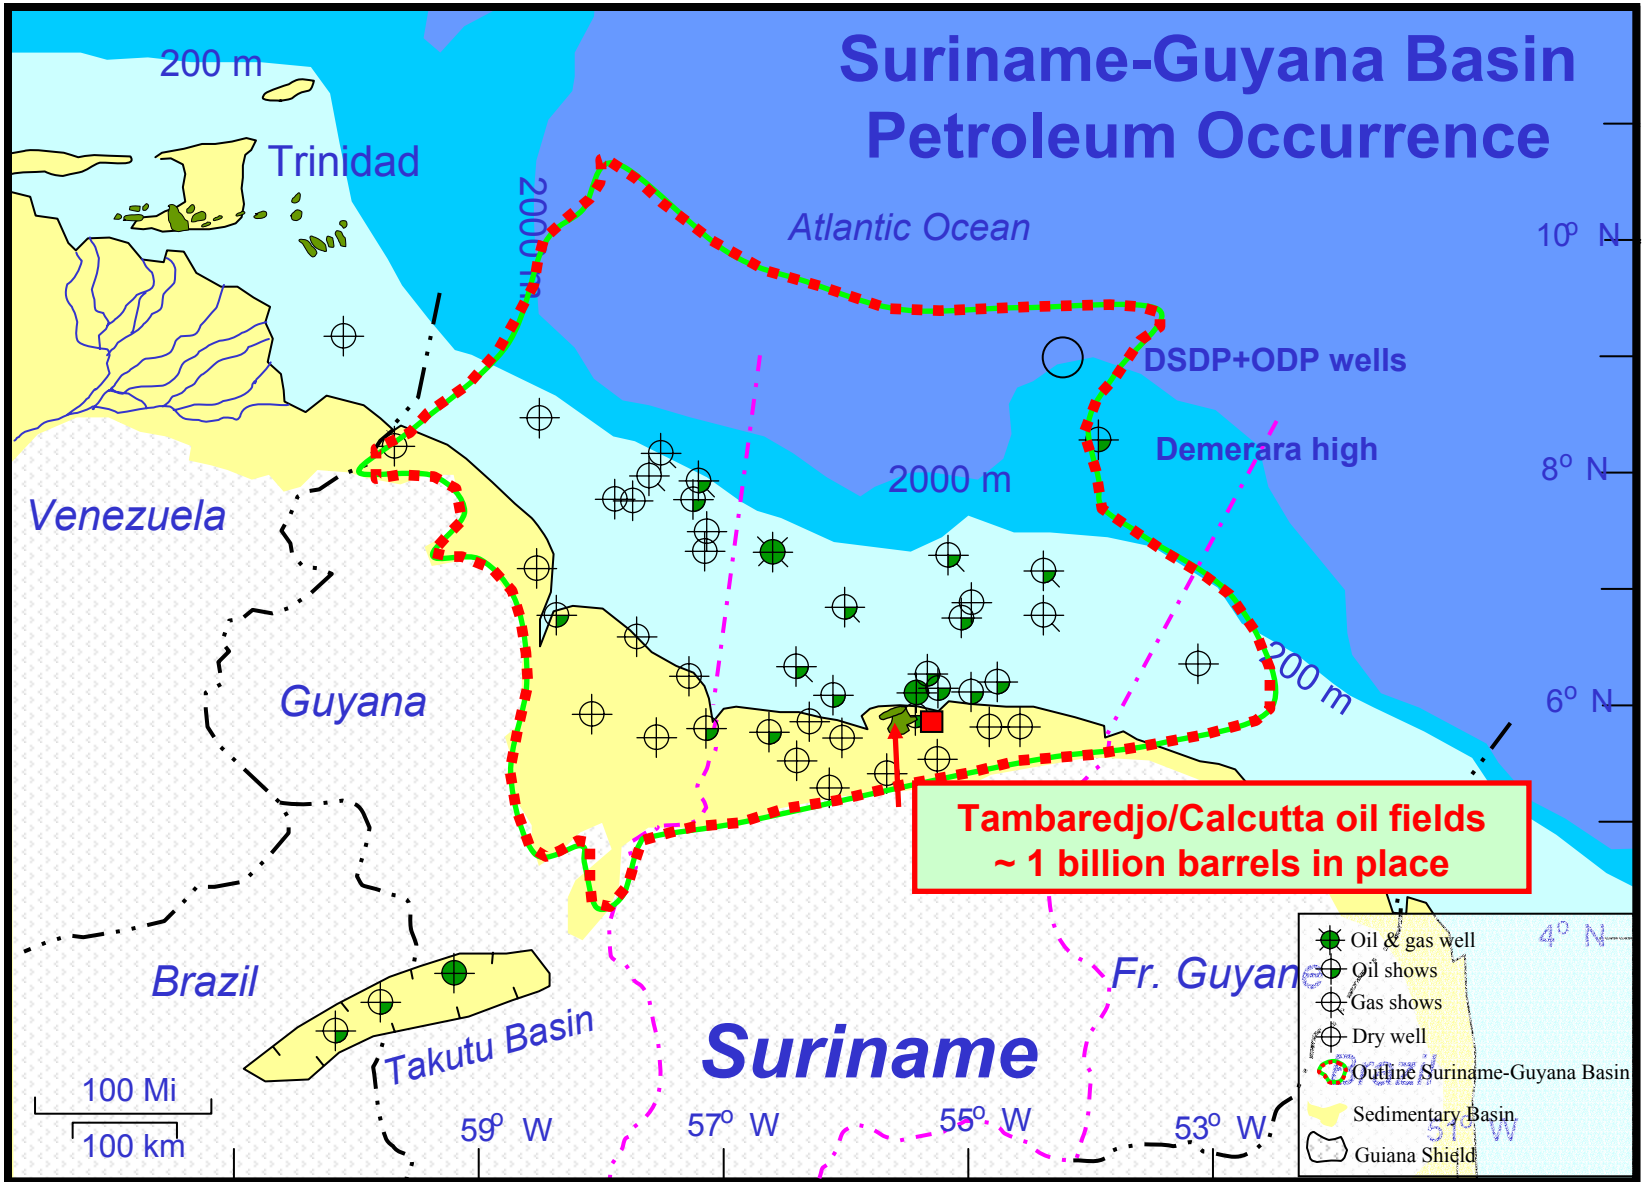 Suriname-Guyana Basin
Petroleum Occurrence
200 m
Trinidad
2000 m
Atlantic Ocean
10° N
DSDP+ODP wells
Demerara high
8° N
2000 m
Venezuela
Guyana
200 m
6° N
Tambaredjo/Calcutta oil fields
~ 1 billion barrels in place
4° N
Brazil
Takutu Basin
Suriname
Fr. Guyane
Oil & gas well
Oil shows
Gas shows
Dry well
Brazil
Outline Suriname-Guyana Basin
Sedimentary Basin
51° W
Guiana Shield
100 Mi
100 km
59° W
57° W
55° W
53° W